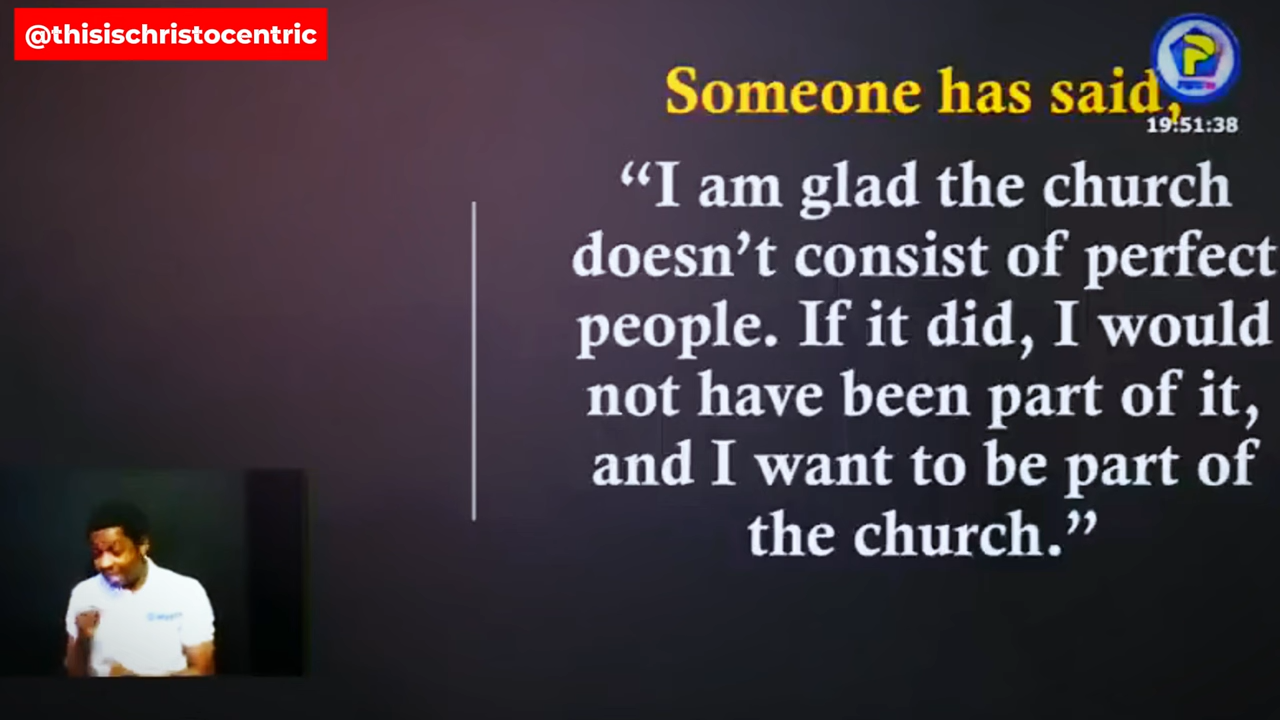 @thisischristocentric
Someone has said,
19:51:38
“I am glad the church
doesn’t consist of perfect
people. If it did, I would
not have been part of it,
and I want to be part of
the church.”